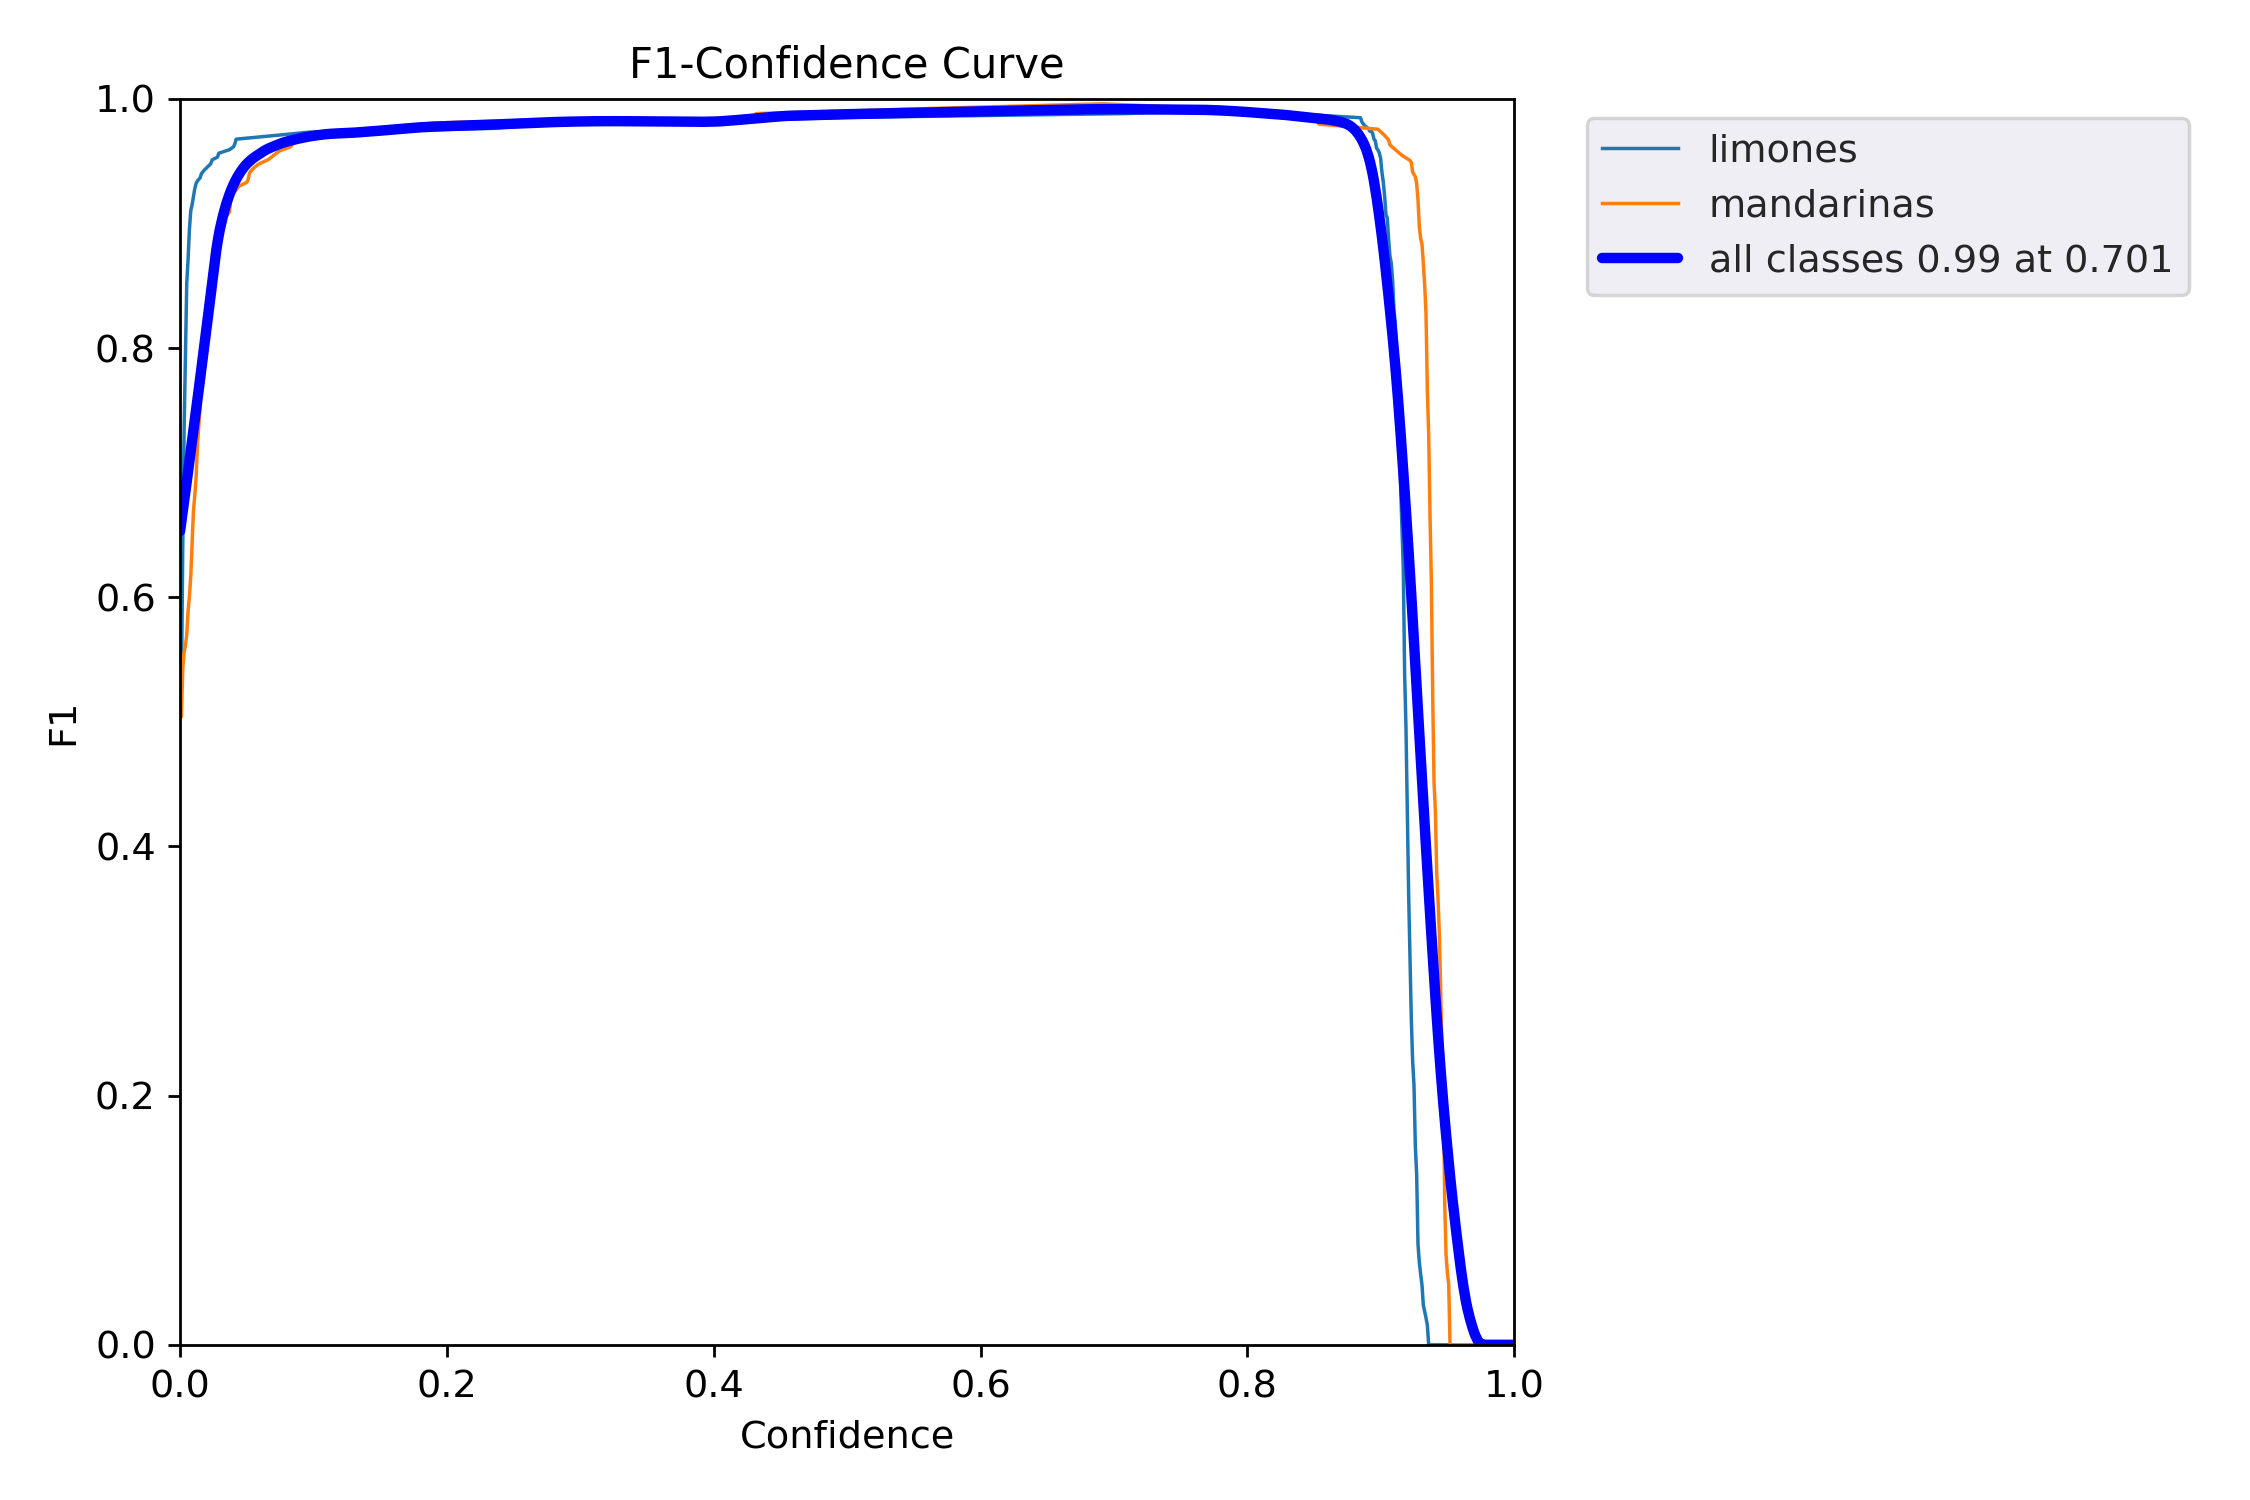 F1-Confidence Curve
1.0
0.8
0.6
0.4
0.2
0.0
F1
0.0 0.2 0.4 0.6 0.8 1.0
Confidence
limones
mandarinas
all classes 0.99 at 0.701